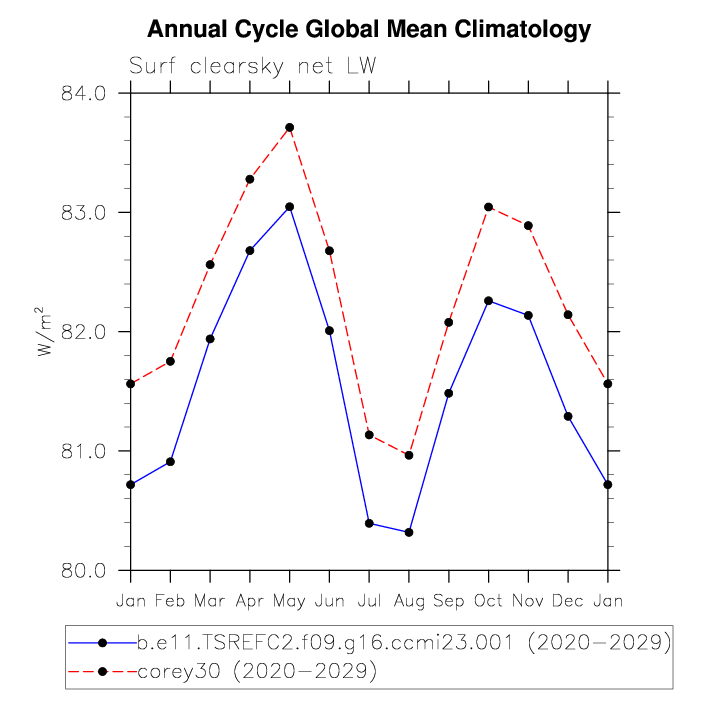 Annual Cycle Global Mean Climatology
Surf clearsky net LW
84.0
83.0
82.0
81.0
80.0
W/m²
Jan Feb Mar Apr May Jun Jul Aug Sep Oct Nov Dec Jan
b.e11.TSREFC2.f09.g16.ccmi23.001 (2020−2029)
corey30 (2020−2029)